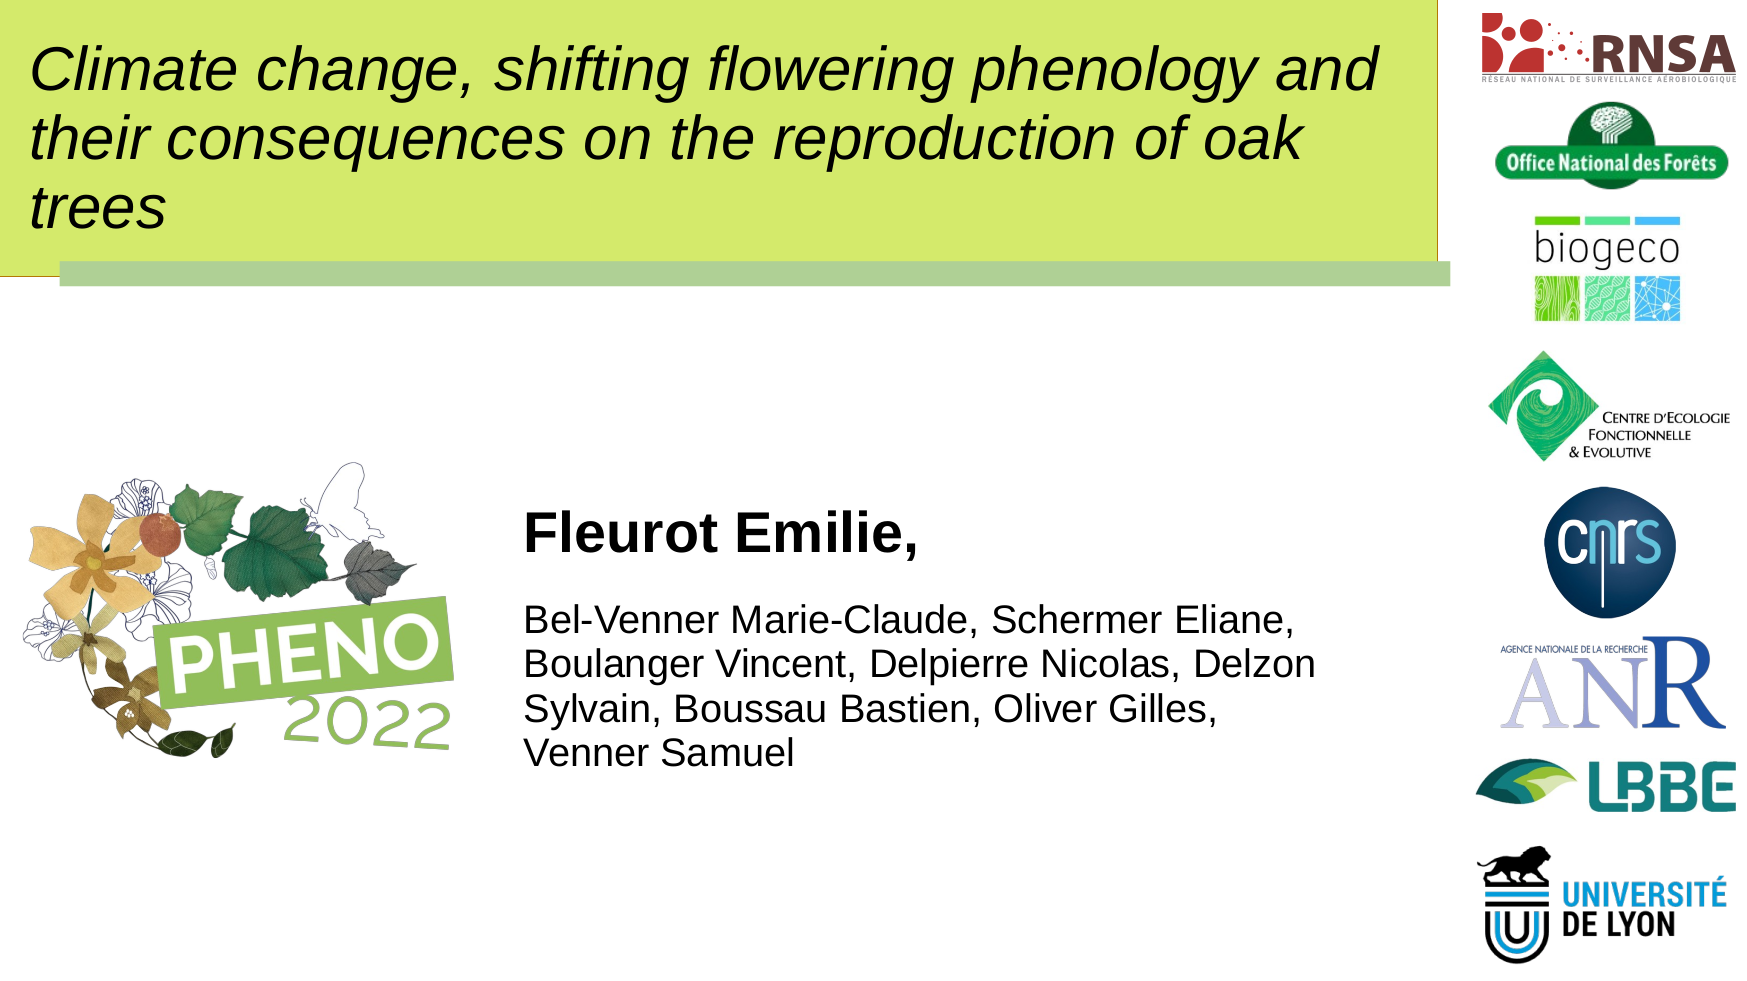 Climate change, shifting flowering phenology and
their consequences on the reproduction of oak
trees
RNSA
RÉSEAU NATIONAL DE SURVEILLANCE AÉROBIOLOGIQUE
Office National des Forêts
biogeco
CENTRE D'ECOLOGIE
FONCTIONNELLE
& EVOLUTIVE
cnrs
AGENCE NATIONALE DE LA RECHERCHE
ANR
LBBE
UNIVERSITÉ
DE LYON
PHENO
2022
Fleurot Emilie,
Bel-Venner Marie-Claude, Schermer Eliane,
Boulanger Vincent, Delpierre Nicolas, Delzon
Sylvain, Boussau Bastien, Oliver Gilles,
Venner Samuel